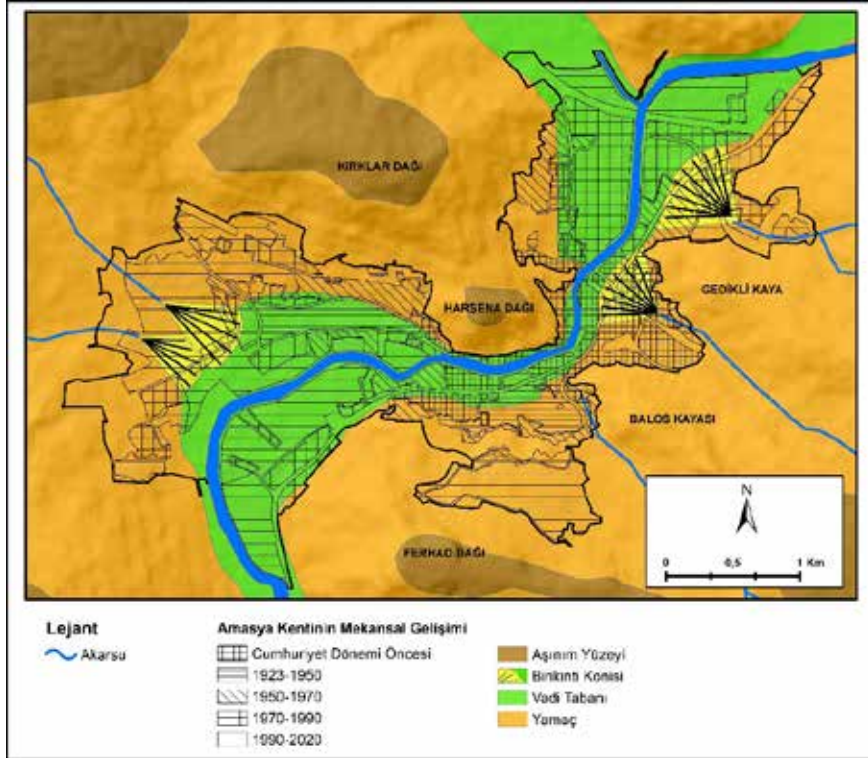 KIRKLAR DAĞI
HARŞENA DAĞI
GEDİKLİ KAYA
BALOS KAYASI
FERHAD DAĞI
N
0 0,5 1 Km
Lejant
Akarsu
Amasya Kentinin Mekansal Gelişimi
Cumhuriyet Dönemi Öncesi
1923-1950
1950-1970
1970-1990
1990-2020
Aşınım Yüzeyi
Birikinti Konisi
Vadi Tabanı
Yamaç